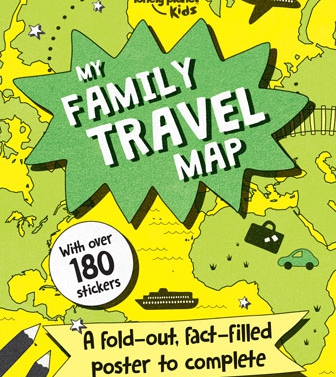 lonely planet
Kids
MY
FAMILY
TRAVEL
MAP
With over
180
stickers
A fold-out, fact-filled
poster to complete